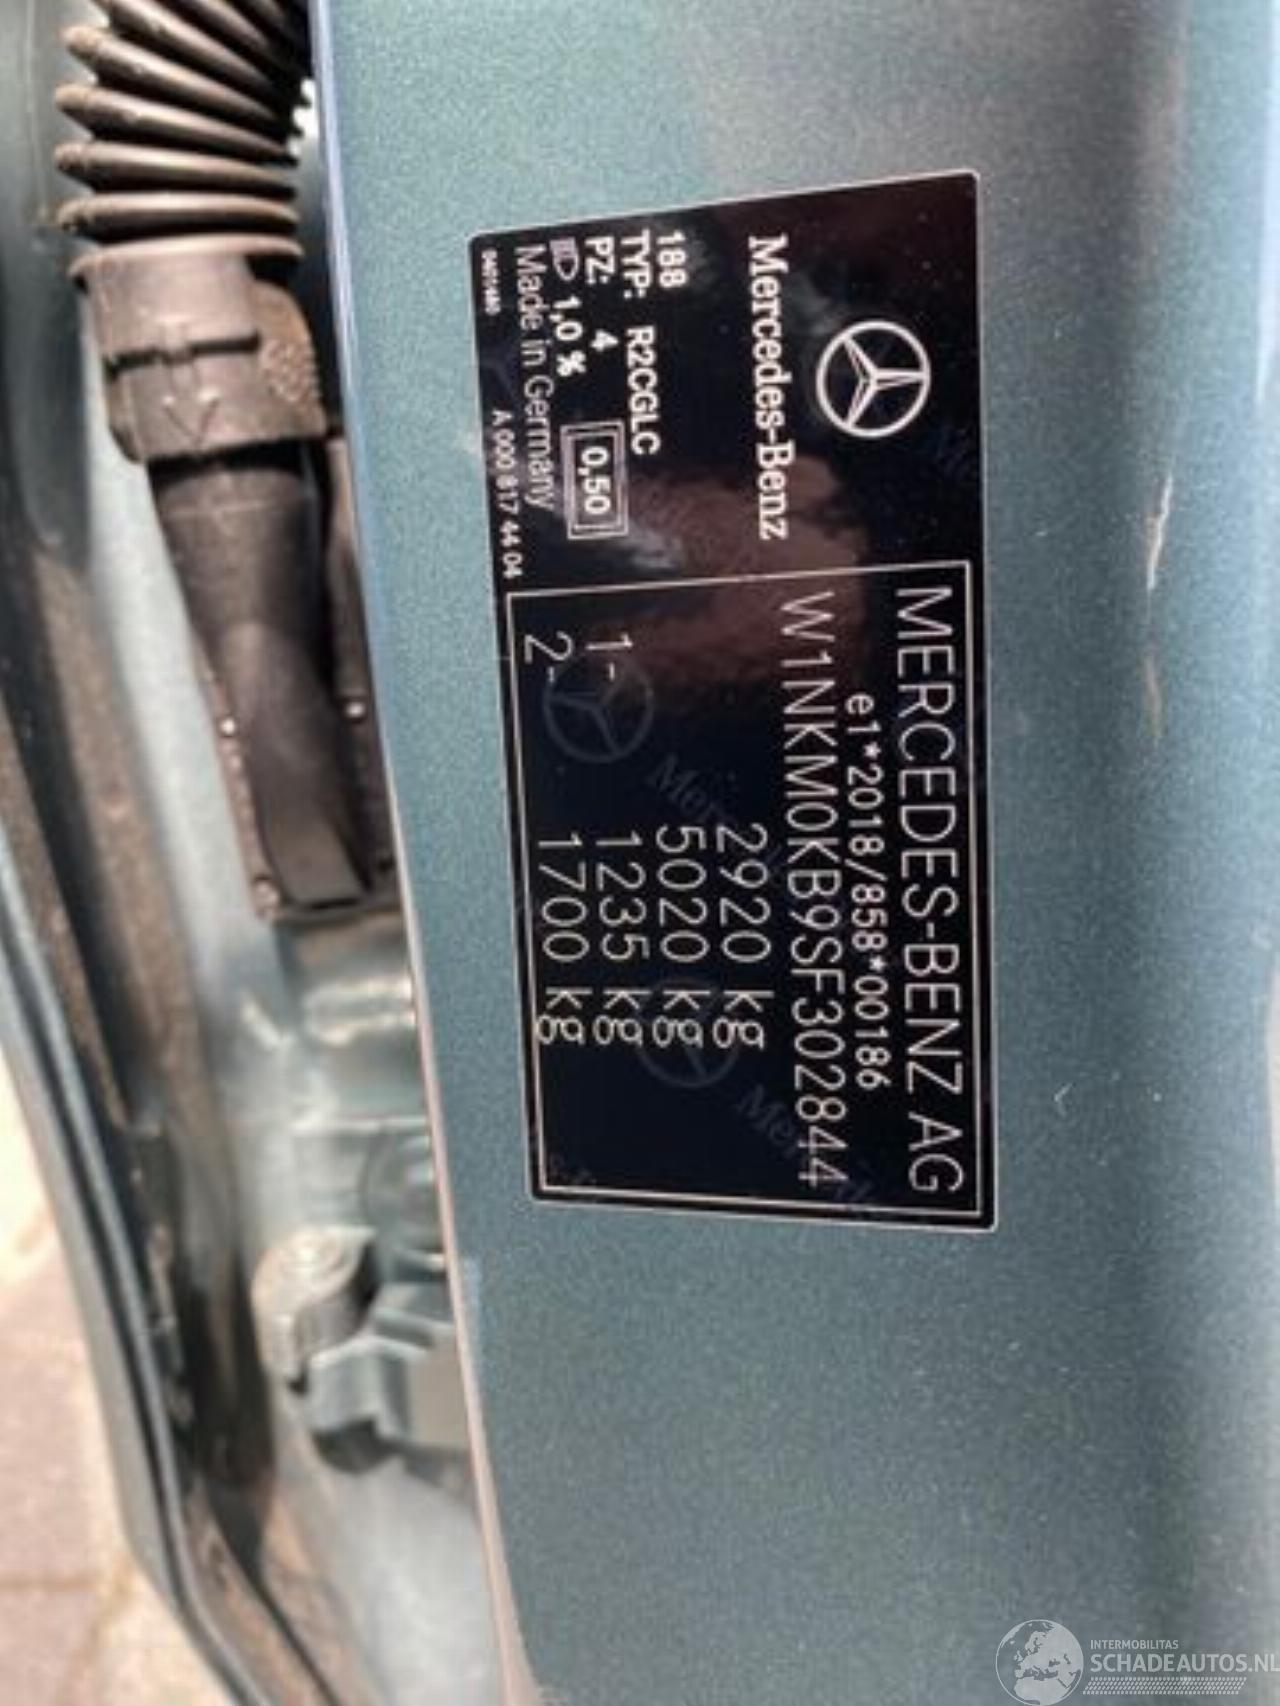 Mercedes-Benz
188
TYP: R2CGLC
PZ: 4
1,0 %
0,50
Made in Germany
A 000 817 44 04
MERCEDES-BENZ AG
e1*2018/858*00186
W1NKM0KB9SF302844
2920 kg
5020 kg
1- 1235 kg
2- 1700 kg
INTERMOBILITAS
SCHADEAUTOS.NL